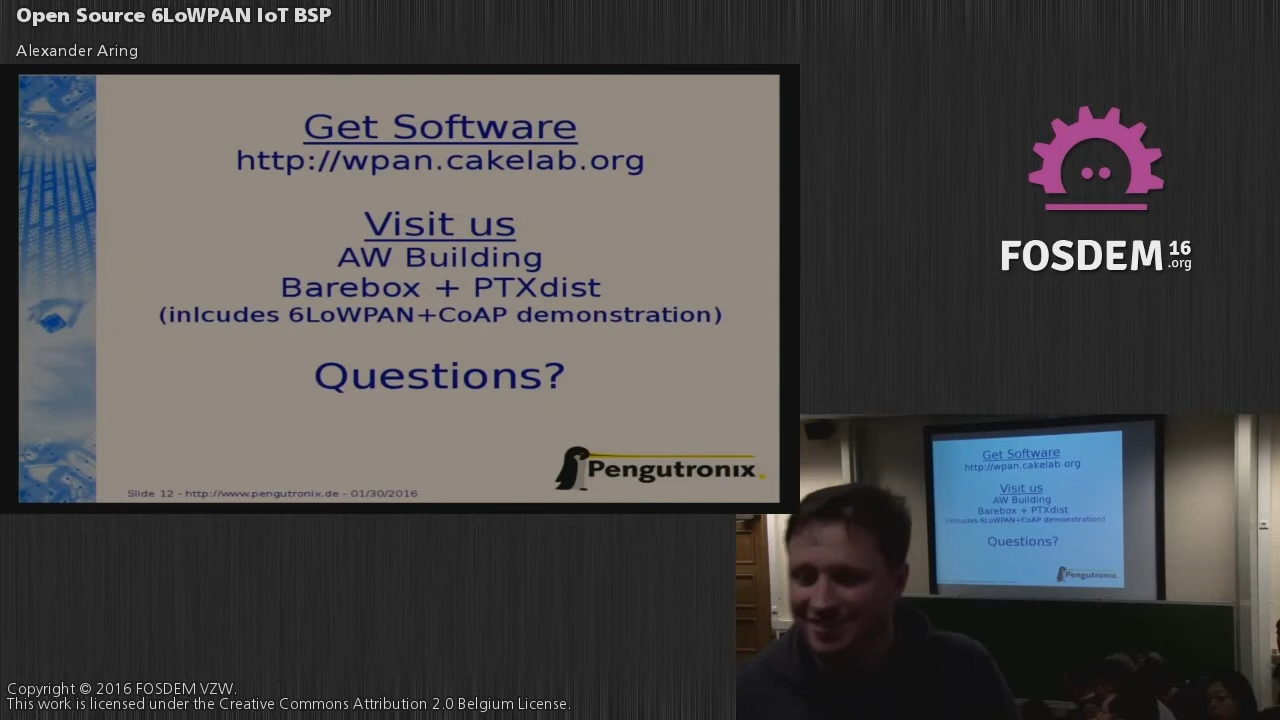 Open Source 6LoWPAN IoT BSP
Alexander Aring
Get Software
http://wpan.cakelab.org
Visit us
AW Building
Barebox + PTXdist
(inlcudes 6LoWPAN+CoAP demonstration)
Questions?
Pengutronix.
Slide 12 - http://www.pengutronix.de - 01/30/2016
FOSDEM 16 .org
Get Software
http://wpan.cakelab.org
Visit us
AW Building
Barebox + PTXdist
(inlcudes 6LoWPAN+CoAP demonstration)
Questions?
Pengutronix.
Copyright © 2016 FOSDEM VZW.
This work is licensed under the Creative Commons Attribution 2.0 Belgium License.